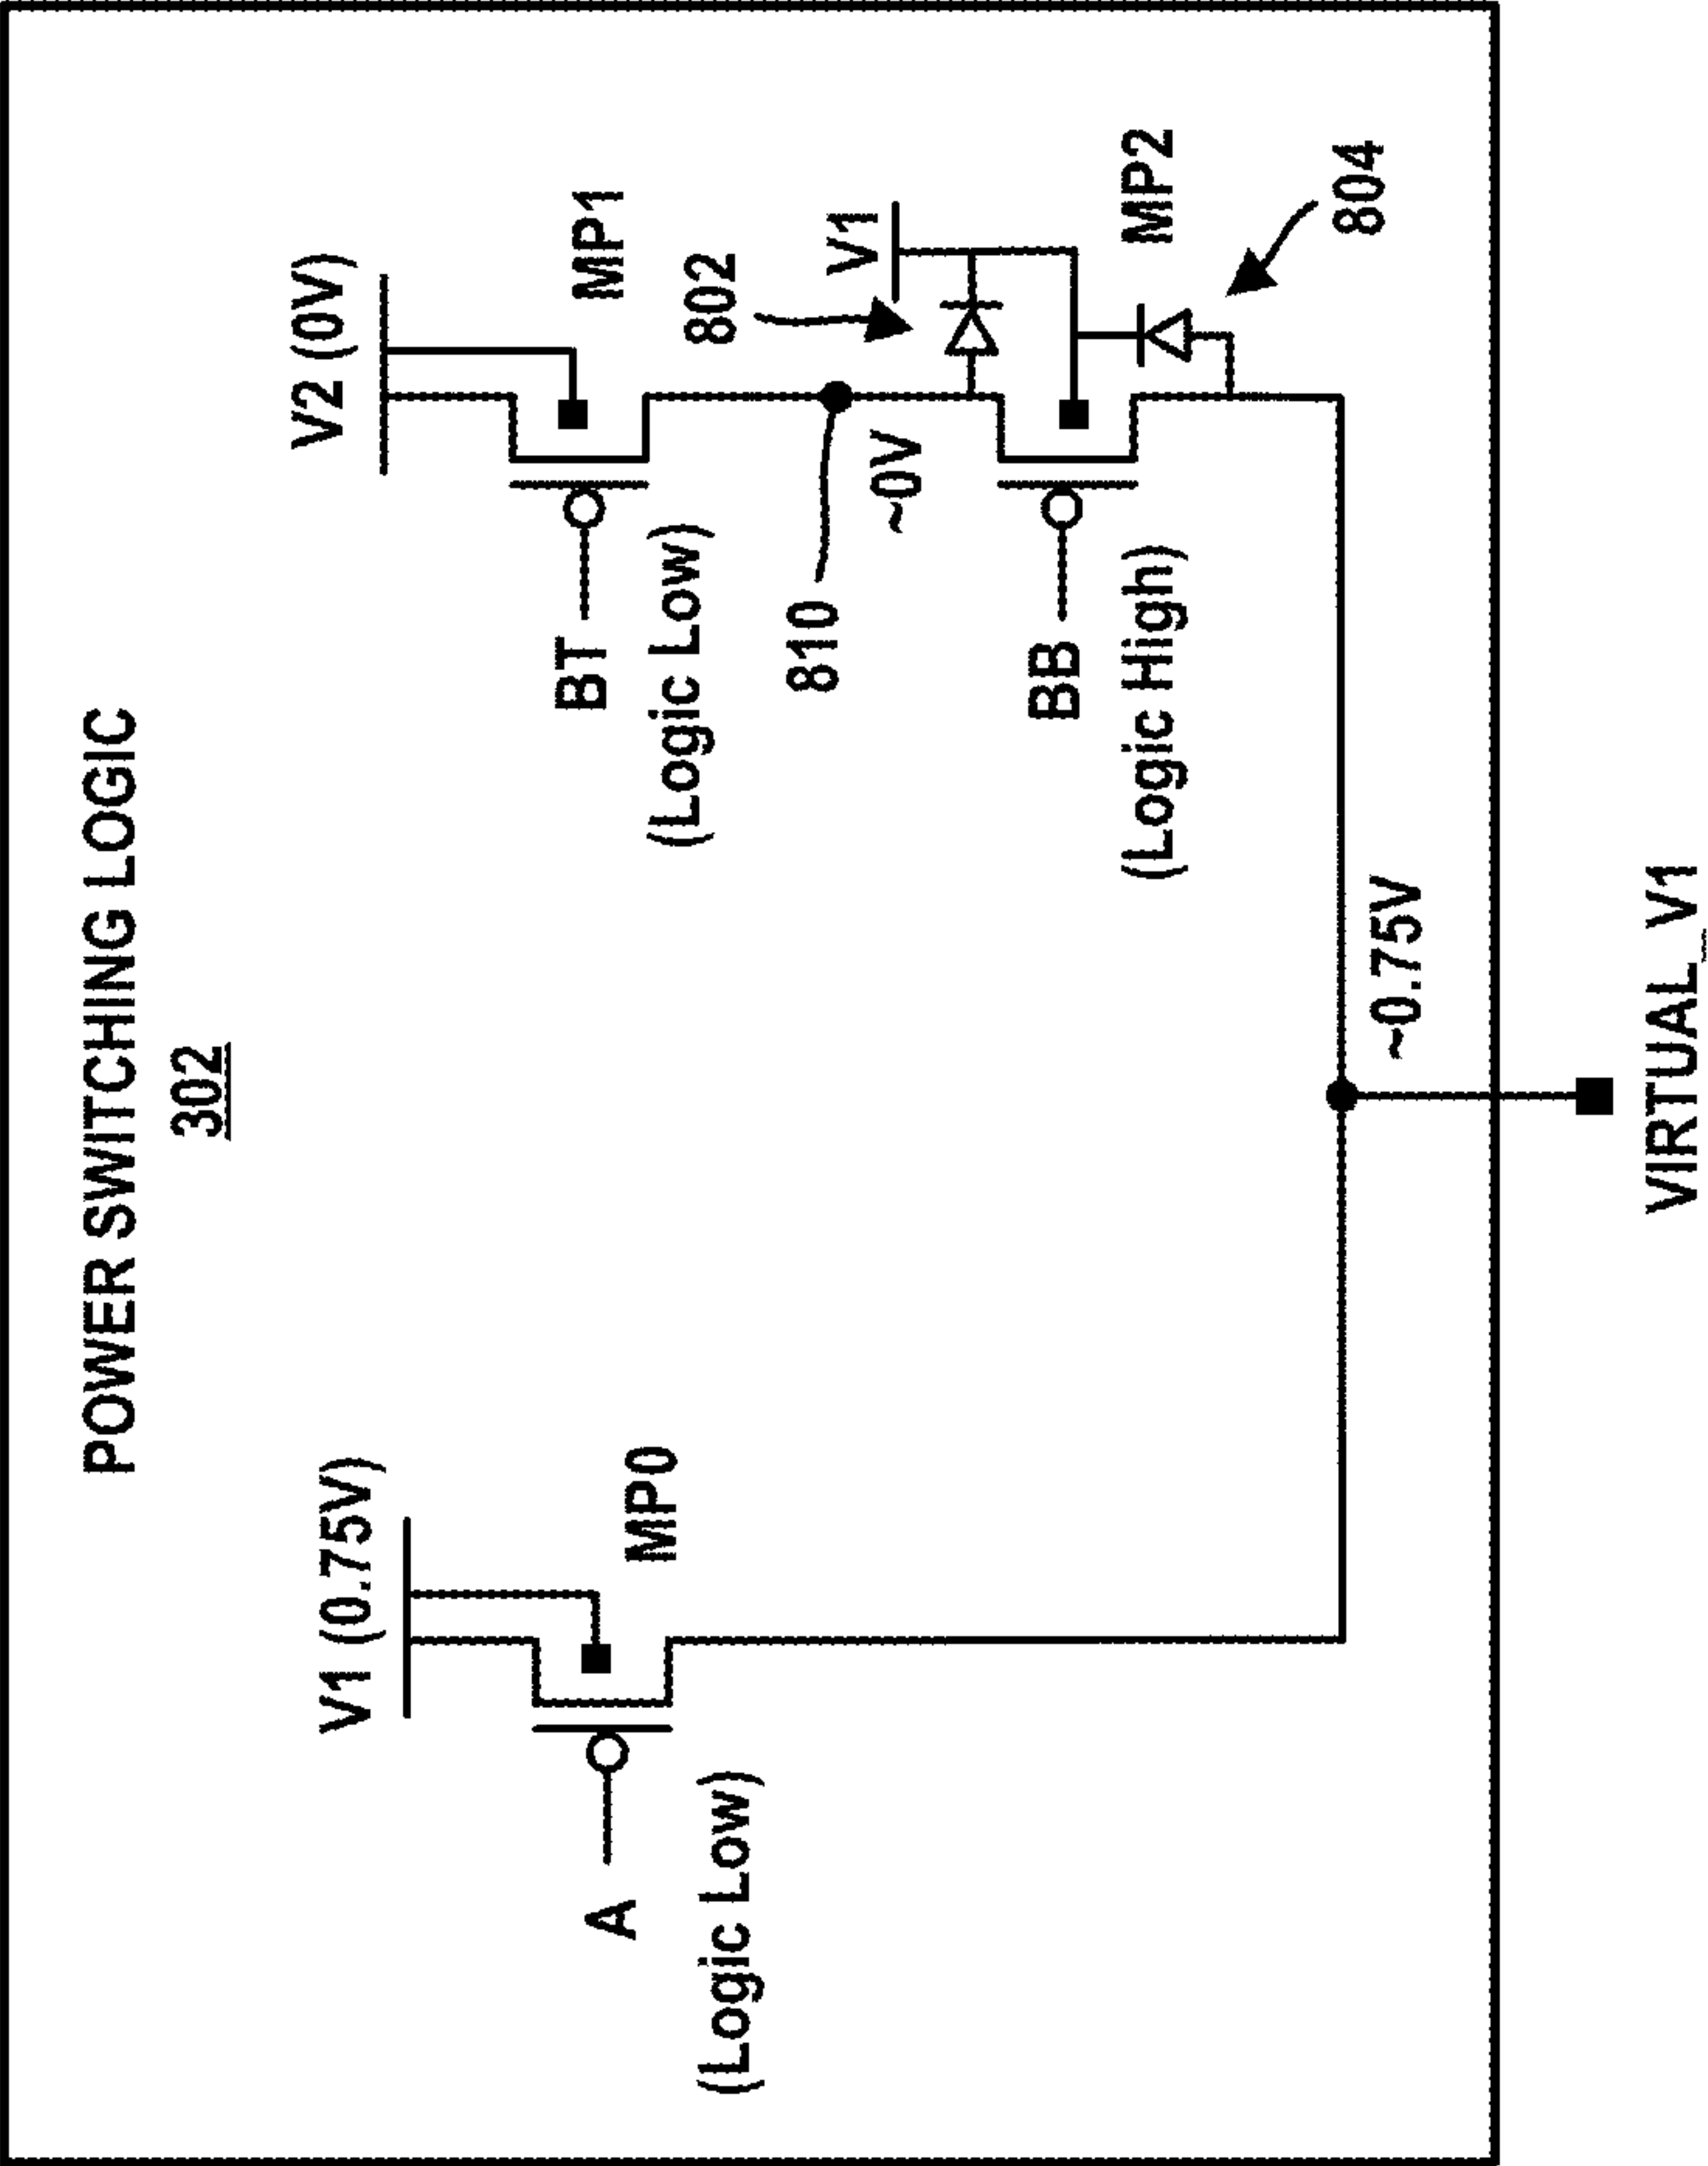 POWER SWITCHING LOGIC
302
V1 (0.75V)
V2 (0V)
MP0
MP1
A
(Logic Low)
BT
(Logic Low)
802
V1
810
~0V
BB
(Logic High)
MP2
804
~0.75V
VIRTUAL_V1